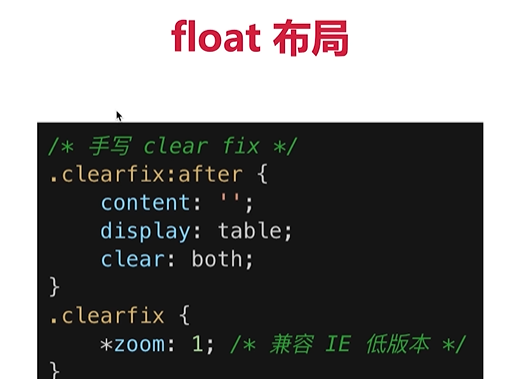 float 布局
/* 手写 clear fix */
.clearfix:after {
    content: '';
    display: table;
    clear: both;
}
.clearfix {
    *zoom: 1; /* 兼容 IE 低版本 */
}